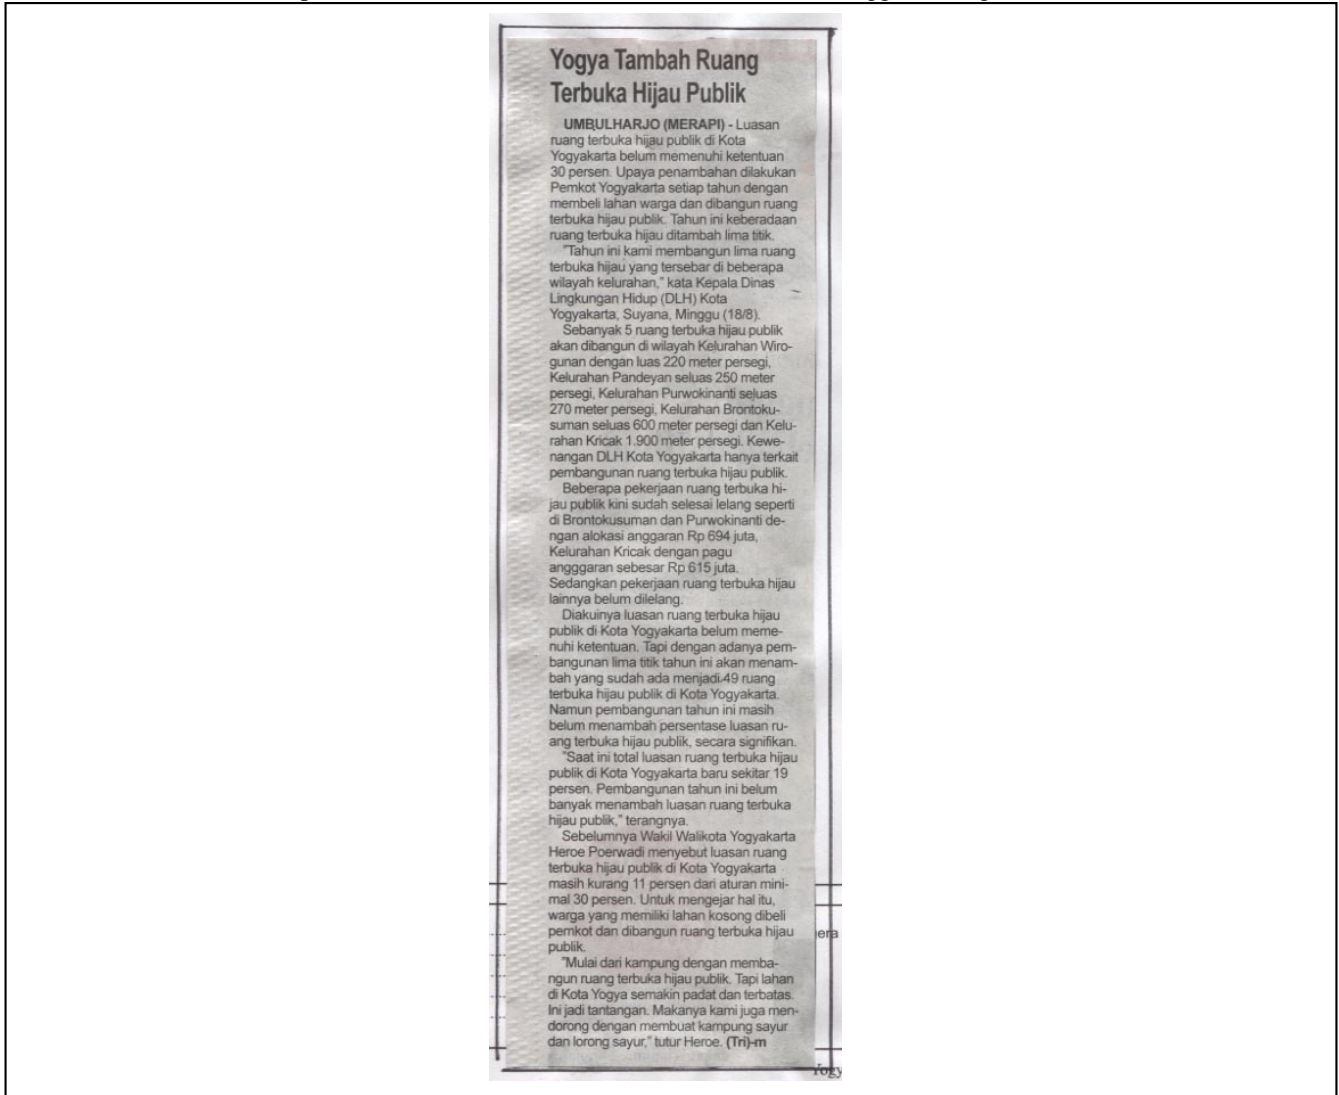 Yogya Tambah Ruang
Terbuka Hijau Publik
UMBULHARJO (MERAPI) - Luasan
ruang terbuka hijau publik di Kota
Yogyakarta belum memenuhi ketentuan
30 persen. Upaya penambahan dilakukan
Pemkot Yogyakarta setiap tahun dengan
membeli lahan warga dan dibangun ruang
terbuka hijau publik. Tahun ini keberadaan
ruang terbuka hijau ditambah lima titik.
"Tahun ini kami membangun lima ruang
terbuka hijau yang tersebar di beberapa
wilayah kelurahan," kata Kepala Dinas
Lingkungan Hidup (DLH) Kota
Yogyakarta, Suyana, Minggu (18/8).
Sebanyak 5 ruang terbuka hijau publik
akan dibangun di wilayah Kelurahan Wiro-
gunan dengan luas 220 meter persegi,
Kelurahan Pandeyan seluas 250 meter
persegi, Kelurahan Purwokinanti seluas
270 meter persegi, Kelurahan Brontoku-
suman seluas 600 meter persegi dan Kelu-
rahan Kricak 1.900 meter persegi. Kewe-
nangan DLH Kota Yogyakarta hanya terkait
pembangunan ruang terbuka hijau publik.
Beberapa pekerjaan ruang terbuka hi-
jau publik kini sudah selesai lelang seperti
di Brontokusuman dan Purwokinanti de-
ngan alokasi anggaran Rp 694 juta,
Kelurahan Kricak dengan pagu
angggaran sebesar Rp 615 juta.
Sedangkan pekerjaan ruang terbuka hijau
lainnya belum dilelang.
Diakuinya luasan ruang terbuka hijau
publik di Kota Yogyakarta belum meme-
nuhi ketentuan. Tapi dengan adanya pem-
bangunan lima titik tahun ini akan menam-
bah yang sudah ada menjadi 49 ruang
terbuka hijau publik di Kota Yogyakarta.
Namun pembangunan tahun ini masih
belum menambah persentase luasan ru-
ang terbuka hijau publik, secara signifikan.
"Saat ini total luasan ruang terbuka hijau
publik di Kota Yogyakarta baru sekitar 19
persen. Pembangunan tahun ini belum
banyak menambah luasan ruang terbuka
hijau publik," terangnya.
Sebelumnya Wakil Walikota Yogyakarta
Heroe Poerwadi menyebut luasan ruang
terbuka hijau publik di Kota Yogyakarta
masih kurang 11 persen dari aturan mini-
mal 30 persen. Untuk mengejar hal itu,
warga yang memiliki lahan kosong dibeli
pemkot dan dibangun ruang terbuka hijau
publik.
"Mulai dari kampung dengan memba-
ngun ruang terbuka hijau publik. Tapi lahan
di Kota Yogya semakin padat dan terbatas.
Ini jadi tantangan. Makanya kami juga men-
dorong dengan membuat kampung sayur
dan lorong sayur," tutur Heroe. (Tri)-m